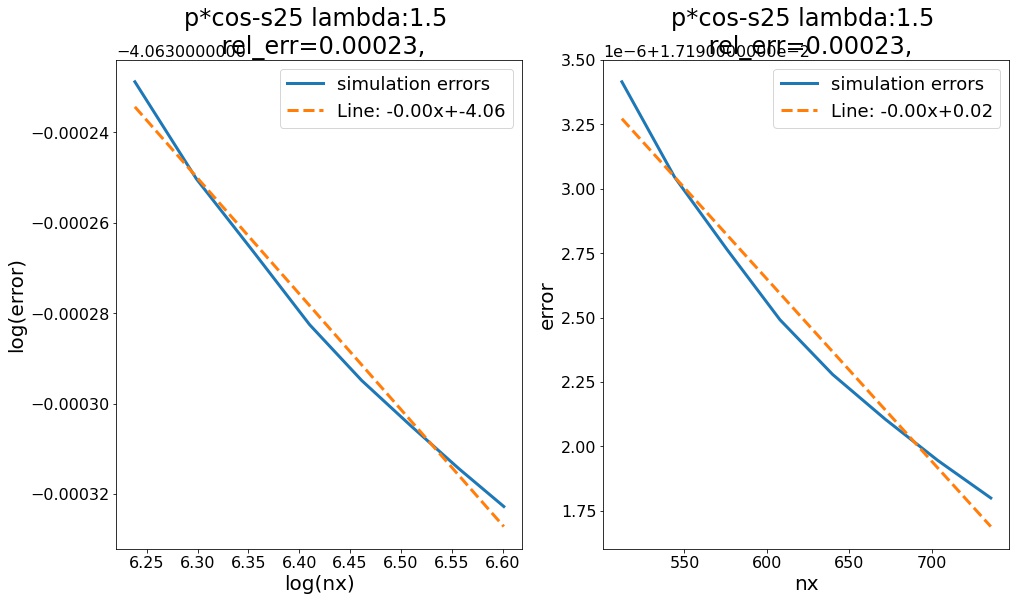 p*cos-s25 lambda:1.5
rel_err=0.00023,
−4.0630000000
simulation errors
Line: -0.00x+-4.06
−0.00024
−0.00026
−0.00028
−0.00030
−0.00032
log(error)
6.25 6.30 6.35 6.40 6.45 6.50 6.55 6.60
log(nx)
p*cos-s25 lambda:1.5
rel_err=0.00023,
1e−6+1.7190000000e−2
simulation errors
Line: -0.00x+0.02
3.50
3.25
3.00
2.75
2.50
2.25
2.00
1.75
error
550 600 650 700
nx